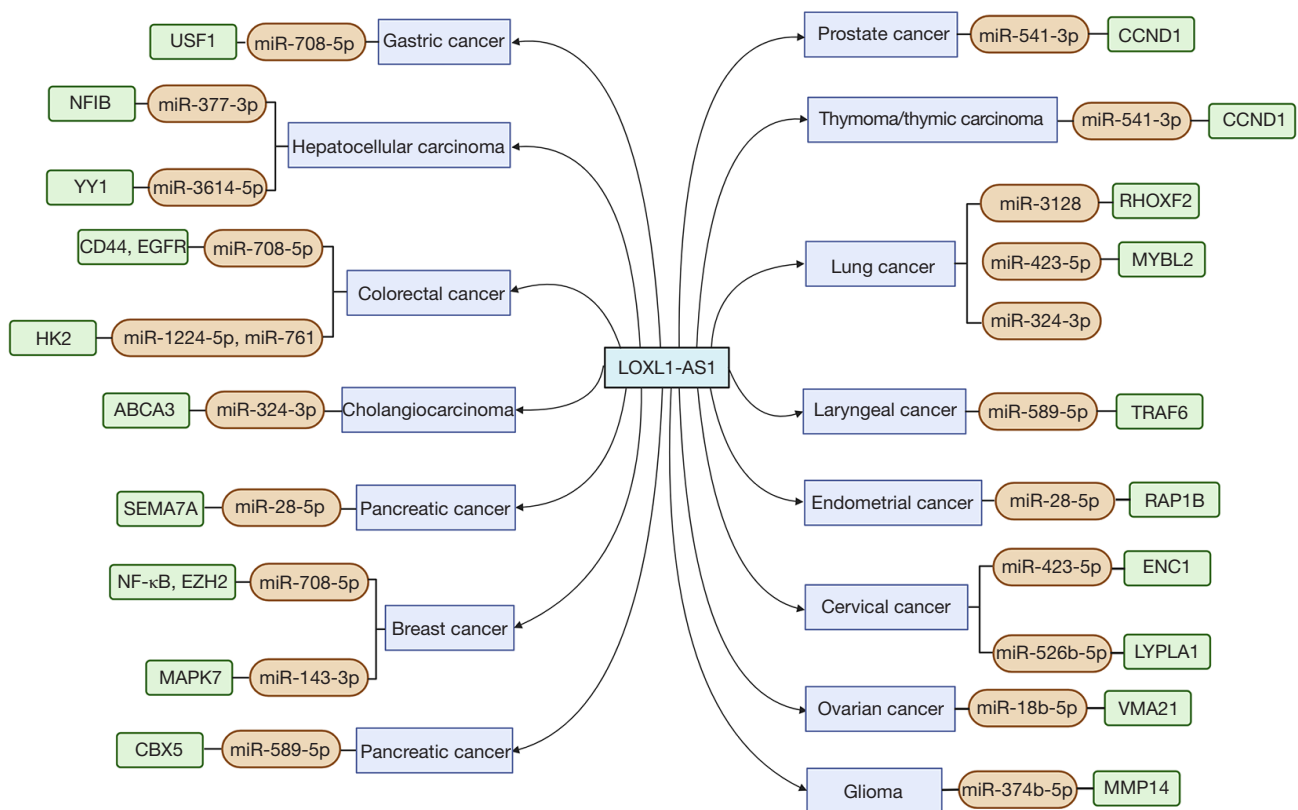 USF1
miR-708-5p
Gastric cancer
NFIB
miR-377-3p
Hepatocellular carcinoma
YY1
miR-3614-5p
CD44, EGFR
miR-708-5p
Colorectal cancer
HK2
miR-1224-5p, miR-761
ABCA3
miR-324-3p
Cholangiocarcinoma
SEMA7A
miR-28-5p
Pancreatic cancer
NF-κB, EZH2
miR-708-5p
Breast cancer
MAPK7
miR-143-3p
CBX5
miR-589-5p
Pancreatic cancer
LOXL1-AS1
Prostate cancer
miR-541-3p
CCND1
Thymoma/thymic carcinoma
miR-541-3p
CCND1
Lung cancer
miR-3128
RHOXF2
miR-423-5p
MYBL2
miR-324-3p
Laryngeal cancer
miR-589-5p
TRAF6
Endometrial cancer
miR-28-5p
RAP1B
Cervical cancer
miR-423-5p
ENC1
miR-526b-5p
LYPLA1
Ovarian cancer
miR-18b-5p
VMA21
Glioma
miR-374b-5p
MMP14